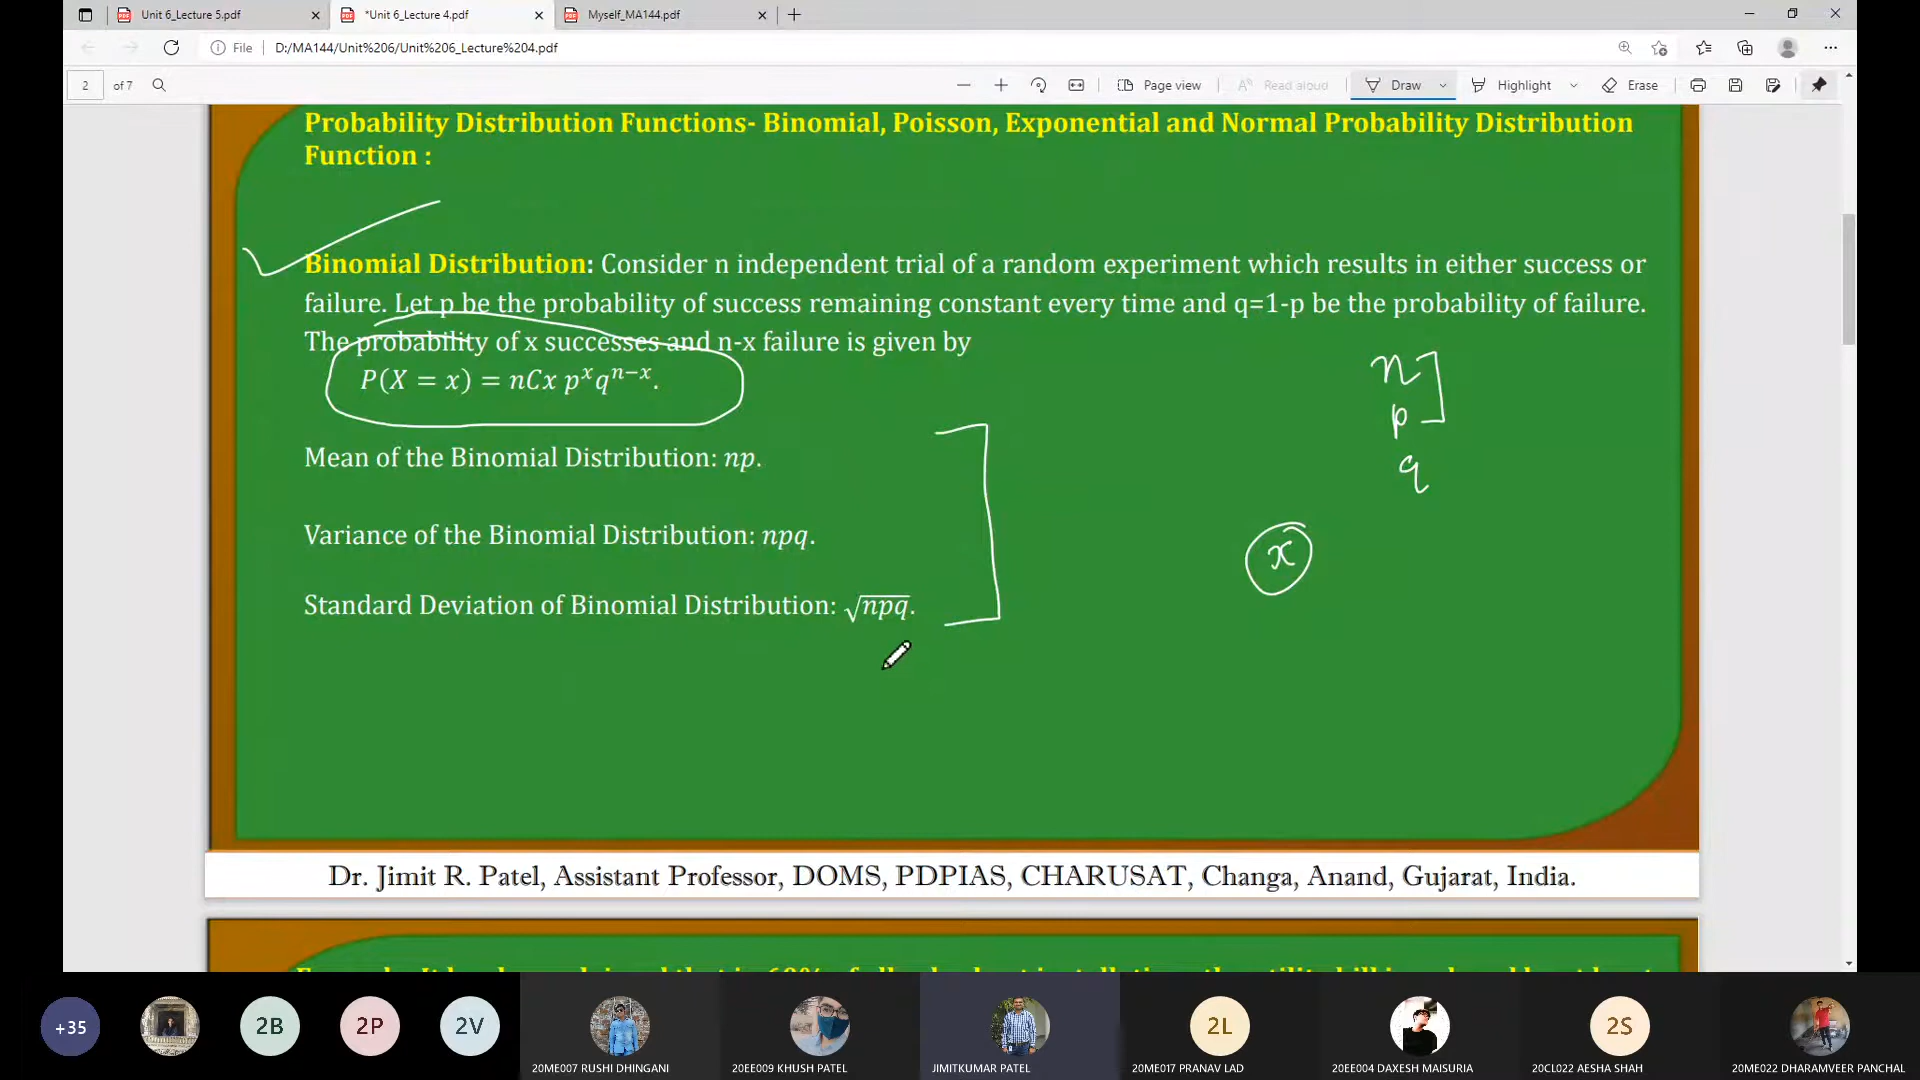 Unit 6_Lecture 5.pdf
*Unit 6_Lecture 4.pdf
Myself_MA144.pdf
File
D:/MA144/Unit%206/Unit%206_Lecture%204.pdf
2
of 7
Page view
Read aloud
Draw
Highlight
Erase
Probability Distribution Functions- Binomial, Poisson, Exponential and Normal Probability Distribution
Function :
Binomial Distribution: Consider n independent trial of a random experiment which results in either success or
failure. Let p be the probability of success remaining constant every time and q=1-p be the probability of failure.
The probability of x successes and n-x failure is given by
P(X = x) = nCx pˣqⁿ⁻ˣ.
n
p
q
Mean of the Binomial Distribution: np.
Variance of the Binomial Distribution: npq.
x
Standard Deviation of Binomial Distribution: √npq.
Dr. Jimit R. Patel, Assistant Professor, DOMS, PDPIAS, CHARUSAT, Changa, Anand, Gujarat, India.
+35
2B
2P
2V
2L
2S
20ME007 RUSHI DHINGANI
20EE009 KHUSH PATEL
JIMITKUMAR PATEL
20ME017 PRANAV LAD
20EE004 DAXESH MAISURIA
20CL022 AESHA SHAH
20ME022 DHARAMVEER PANCHAL